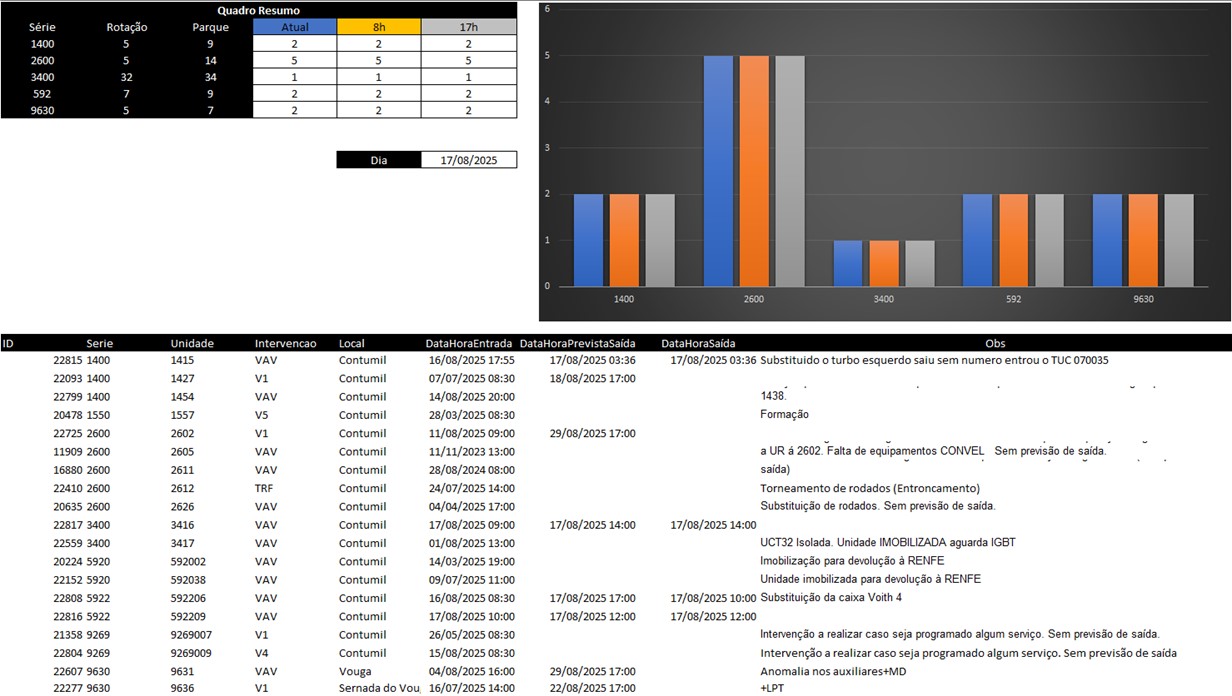 Quadro Resumo
Série Rotação Parque Atual 8h 17h
1400 5 9 2 2 2
2600 5 14 5 5 5
3400 32 34 1 1 1
592 7 9 2 2 2
9630 5 7 2 2 2
Dia 17/08/2025
6
5
4
3
2
1
0
1400 2600 3400 592 9630
ID Serie Unidade Intervencao Local DataHoraEntrada DataHoraPrevistaSaída DataHoraSaída Obs
22815 1400 1415 VAV Contumil 16/08/2025 17:55 17/08/2025 03:36 17/08/2025 03:36 Substituido o turbo esquerdo saiu sem numero entrou o TUC 070035
22093 1400 1427 V1 Contumil 07/07/2025 08:30 18/08/2025 17:00
22799 1400 1454 VAV Contumil 14/08/2025 20:00 1438.
20478 1550 1557 V5 Contumil 28/03/2025 08:30 Formação
22725 2600 2602 V1 Contumil 11/08/2025 09:00 29/08/2025 17:00
11909 2600 2605 VAV Contumil 11/11/2023 13:00 a UR á 2602. Falta de equipamentos CONVEL Sem previsão de saída.
16880 2600 2611 VAV Contumil 28/08/2024 08:00 saída)
22410 2600 2612 TRF Contumil 24/07/2025 14:00 Torneamento de rodados (Entroncamento)
20635 2600 2626 VAV Contumil 04/04/2025 17:00 Substituição de rodados. Sem previsão de saída.
22817 3400 3416 VAV Contumil 17/08/2025 09:00 17/08/2025 14:00 17/08/2025 14:00
22559 3400 3417 VAV Contumil 01/08/2025 13:00 UCT32 Isolada. Unidade IMOBILIZADA aguarda IGBT
20224 5920 592002 VAV Contumil 14/03/2025 19:00 Imobilização para devolução à RENFE
22152 5920 592038 VAV Contumil 09/07/2025 11:00 Unidade imobilizada para devolução à RENFE
22808 5922 592206 VAV Contumil 16/08/2025 08:30 17/08/2025 17:00 17/08/2025 10:00 Substituição da caixa Voith 4
22816 5922 592209 VAV Contumil 17/08/2025 10:00 17/08/2025 12:00 17/08/2025 12:00
21358 9269 9269007 V1 Contumil 26/05/2025 08:30 Intervenção a realizar caso seja programado algum serviço. Sem previsão de saída.
22804 9269 9269009 V4 Contumil 15/08/2025 08:30 Intervenção a realizar caso seja programado algum serviço. Sem previsão de saída
22607 9630 9631 VAV Vouga 04/08/2025 16:00 29/08/2025 17:00 Anomalia nos auxiliares+MD
22277 9630 9636 V1 Sernada do Vou 16/07/2025 14:00 22/08/2025 17:00 +LPT